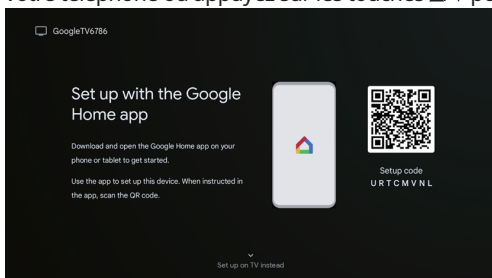 GoogleTV6786
Set up with the Google
Home app
Download and open the Google Home app on your
phone or tablet to get started.
Use the app to set up this device. When instructed in
the app, scan the QR code.
Setup code
URTCMVNL
Set up on TV instead